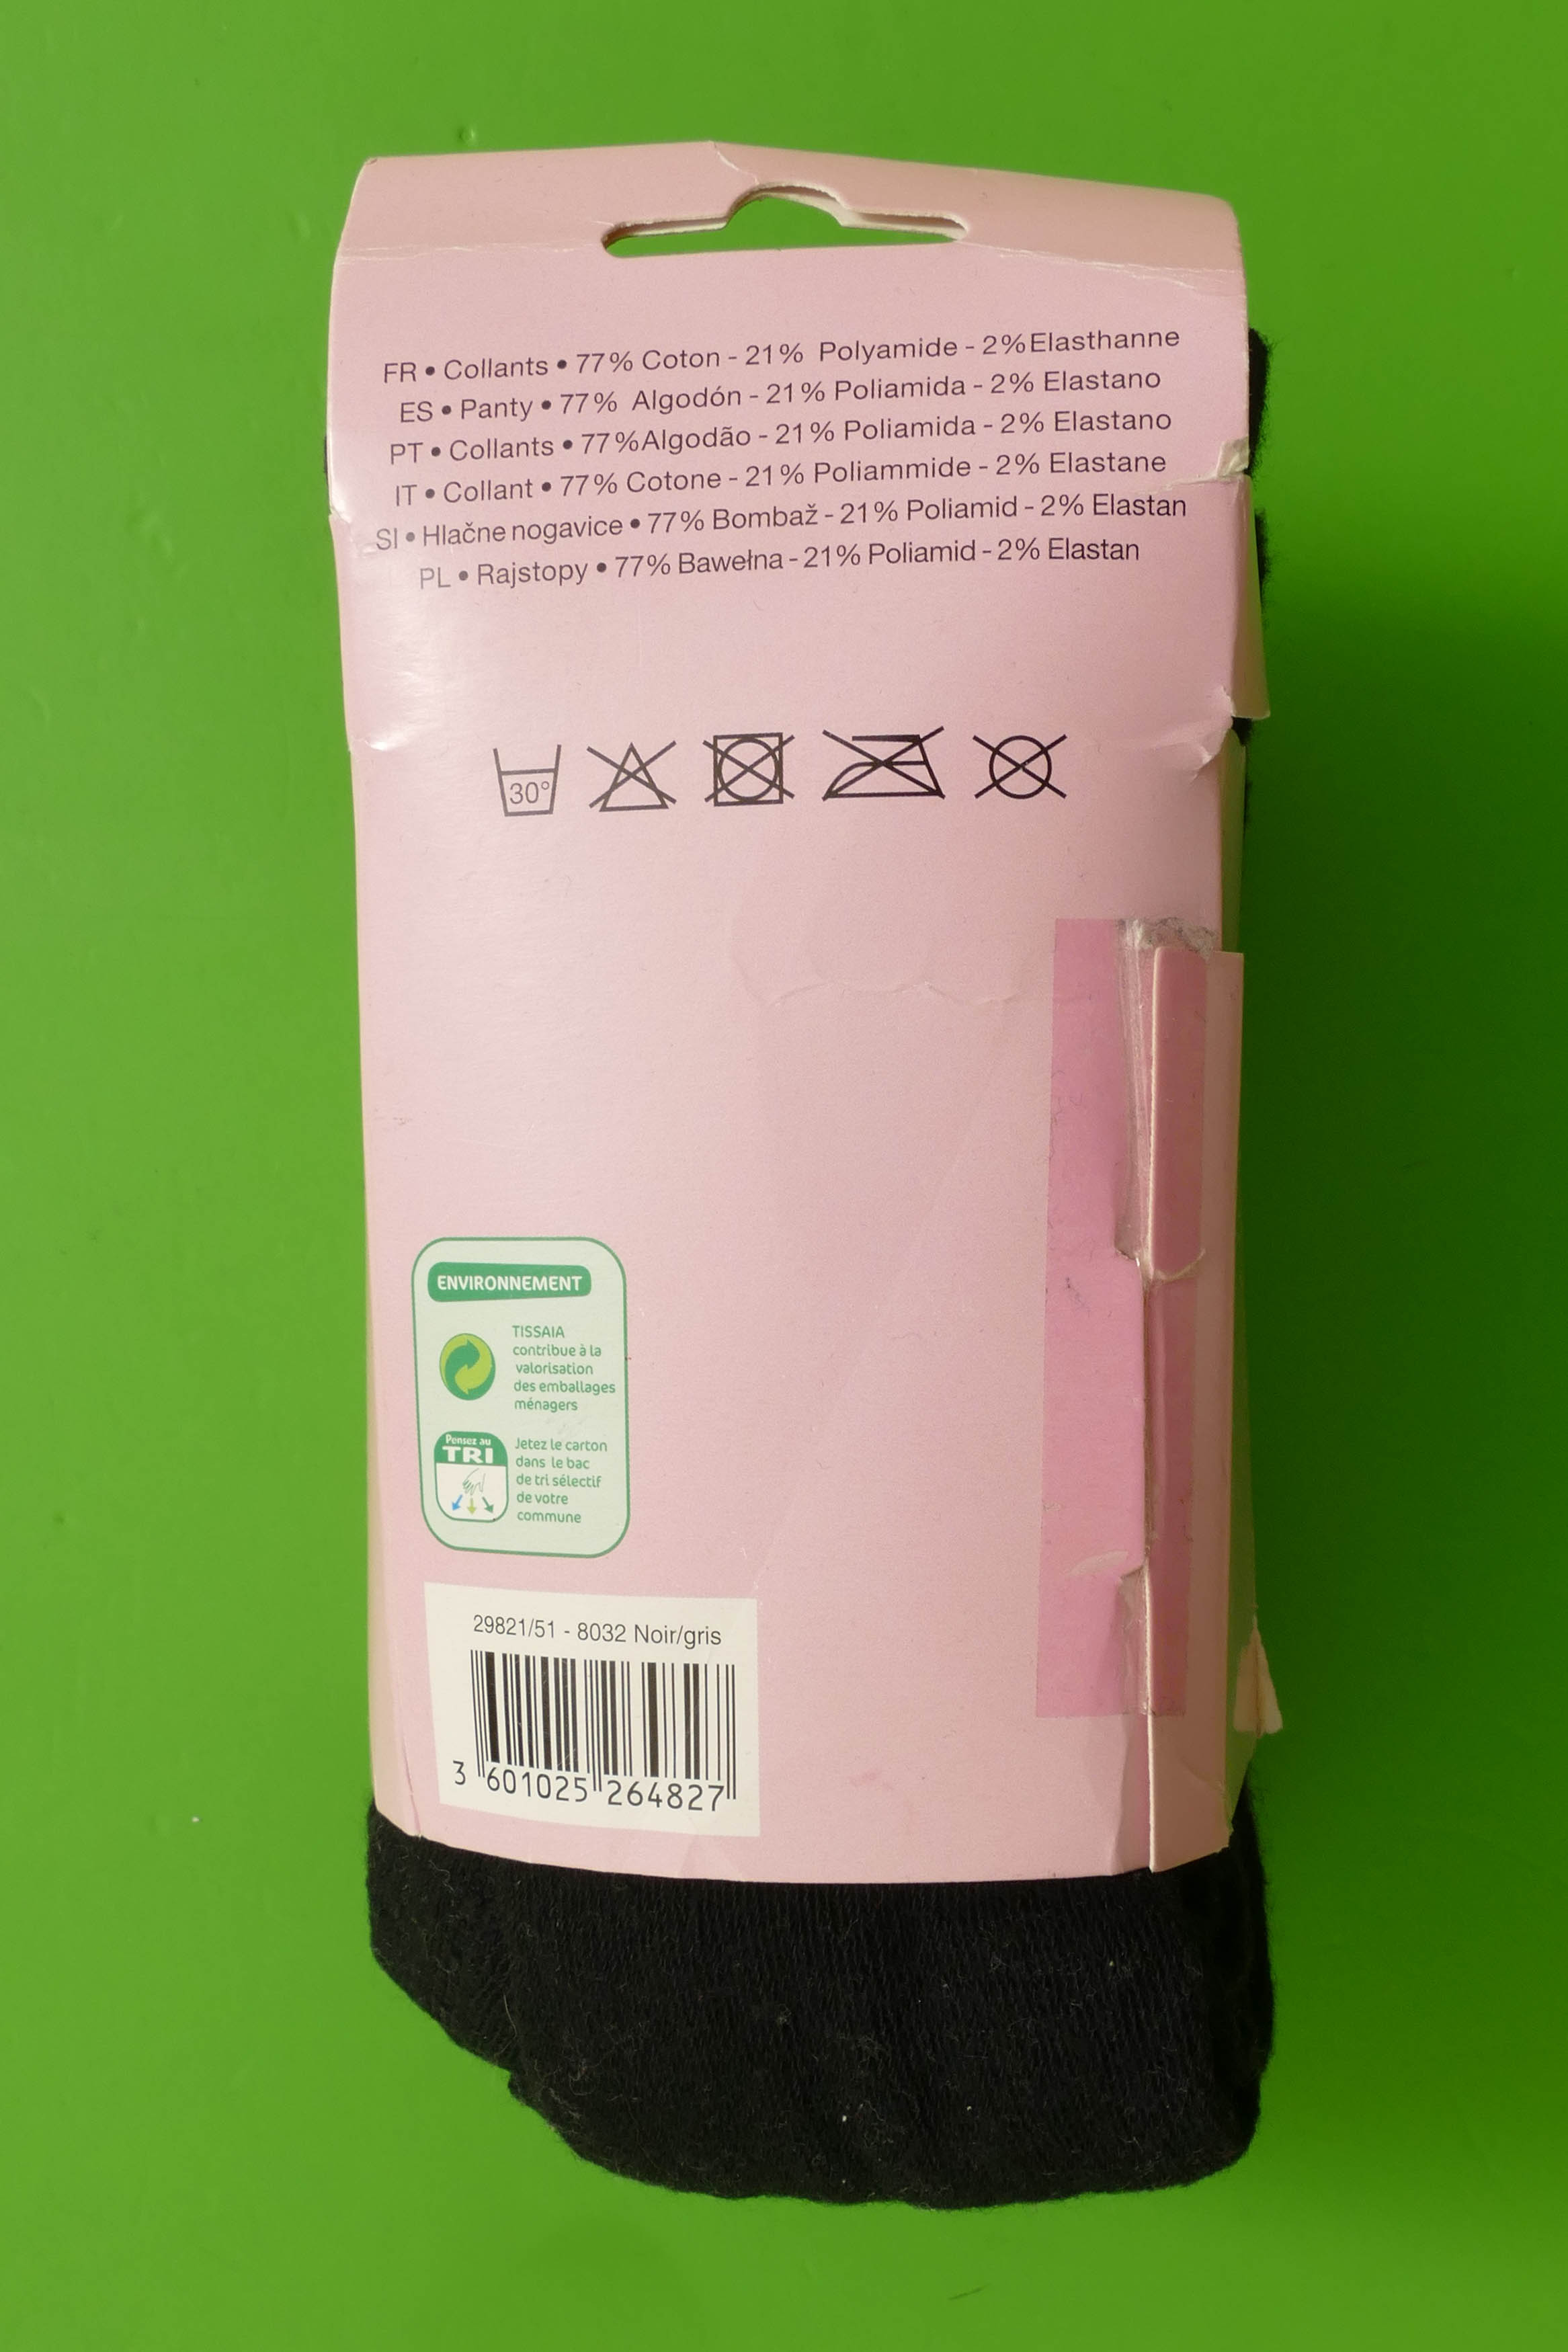 FR • Collants • 77% Coton - 21% Polyamide - 2% Elasthanne
ES • Panty • 77% Algodón - 21% Poliamida - 2% Elastano
PT • Collants • 77%Algodão - 21% Poliamida - 2% Elastano
IT • Collant • 77% Cotone - 21% Poliammide - 2% Elastane
SI • Hlačne nogavice • 77% Bombaž - 21% Poliamid - 2% Elastan
PL • Rajstopy • 77% Bawełna - 21% Poliamid - 2% Elastan
30°
ENVIRONNEMENT
TISSAIA
contribue à la
valorisation
des emballages
ménagers
Pensez au
TRI
Jetez le carton
dans le bac
de tri sélectif
de votre
commune
29821/51 - 8032 Noir/gris
3 601025 264827